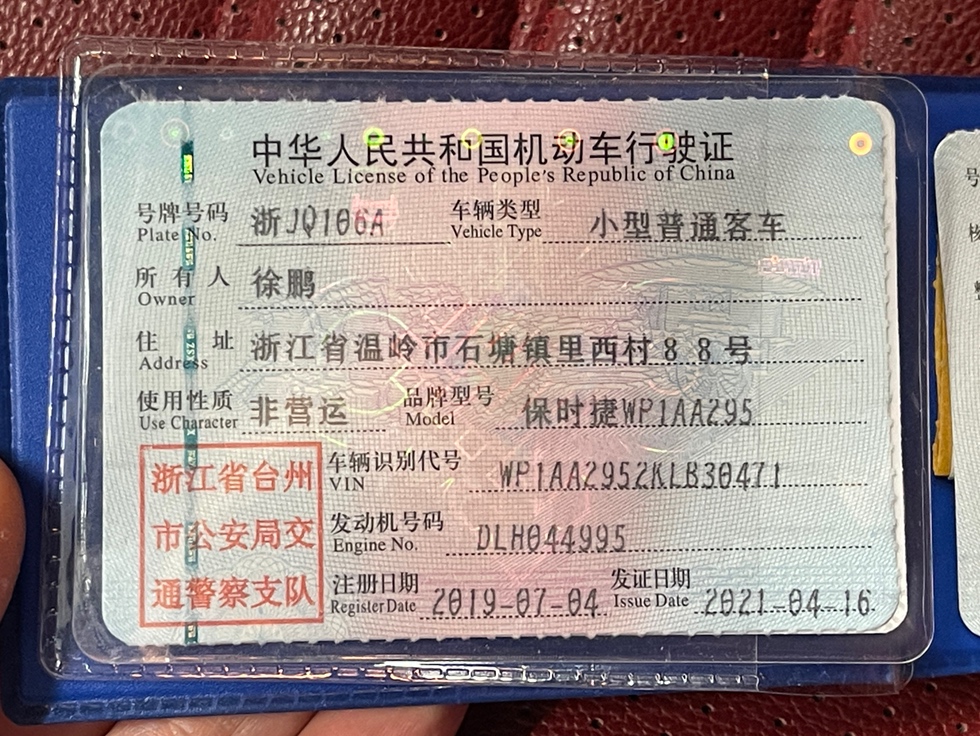 中华人民共和国机动车行驶证
Vehicle License of the People's Republic of China
号牌号码 浙JQ106A 车辆类型 小型普通客车
Plate No. Vehicle Type
所有人 徐鹏
Owner
住址 浙江省温岭市石塘镇里西村88号
Address
使用性质 非营运 品牌型号 保时捷WP1AA295
Use Character Model
浙江省台州
市公安局交
通警察支队
车辆识别代号 WP1AA2952KLB30471
VIN
发动机号码 DLH044995
Engine No.
注册日期 2019-07-04 发证日期 2021-04-16
Register Date Issue Date
号